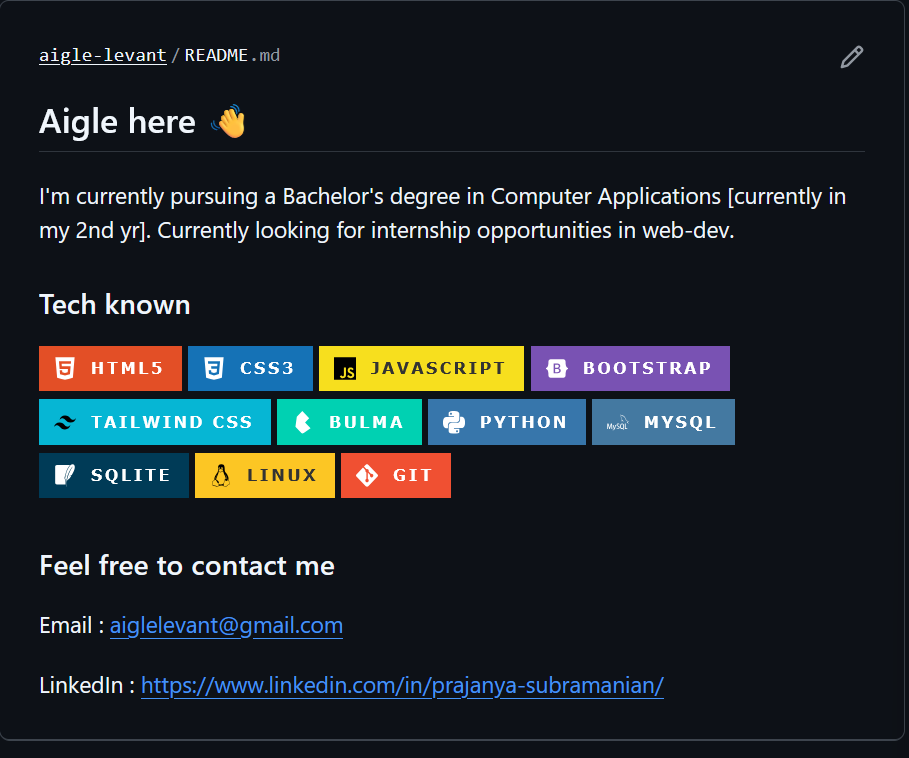 aigle-levant / README.md
Aigle here 👋
I'm currently pursuing a Bachelor's degree in Computer Applications [currently in
my 2nd yr]. Currently looking for internship opportunities in web-dev.
Tech known
HTML5 CSS3 JS JAVASCRIPT B BOOTSTRAP
TAILWIND CSS BULMA PYTHON MySQL MYSQL
SQLITE LINUX GIT
Feel free to contact me
Email : aiglelevant@gmail.com
LinkedIn : https://www.linkedin.com/in/prajanya-subramanian/